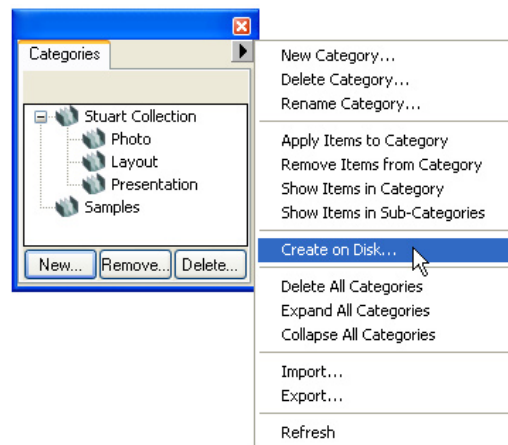 Categories
Stuart Collection
Photo
Layout
Presentation
Samples
New...
Remove...
Delete...
New Category...
Delete Category...
Rename Category...
Apply Items to Category
Remove Items from Category
Show Items in Category
Show Items in Sub-Categories
Create on Disk...
Delete All Categories
Expand All Categories
Collapse All Categories
Import...
Export...
Refresh